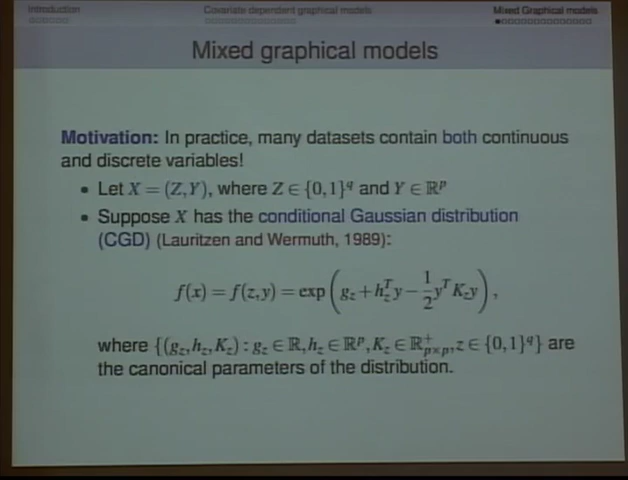 Introduction Covariate dependent graphical models Mixed Graphical models
Mixed graphical models
Motivation: In practice, many datasets contain both continuous
and discrete variables!
• Let X = (Z,Y), where Z ∈ {0,1}^q and Y ∈ ℝ^p
• Suppose X has the conditional Gaussian distribution
(CGD) (Lauritzen and Wermuth, 1989):
f(x) = f(z,y) = exp(g_z + h_z^T y − 1/2 y^T K_z y),
where {(g_z, h_z, K_z) : g_z ∈ ℝ, h_z ∈ ℝ^p, K_z ∈ ℝ^+_{p×p}, z ∈ {0,1}^q} are
the canonical parameters of the distribution.